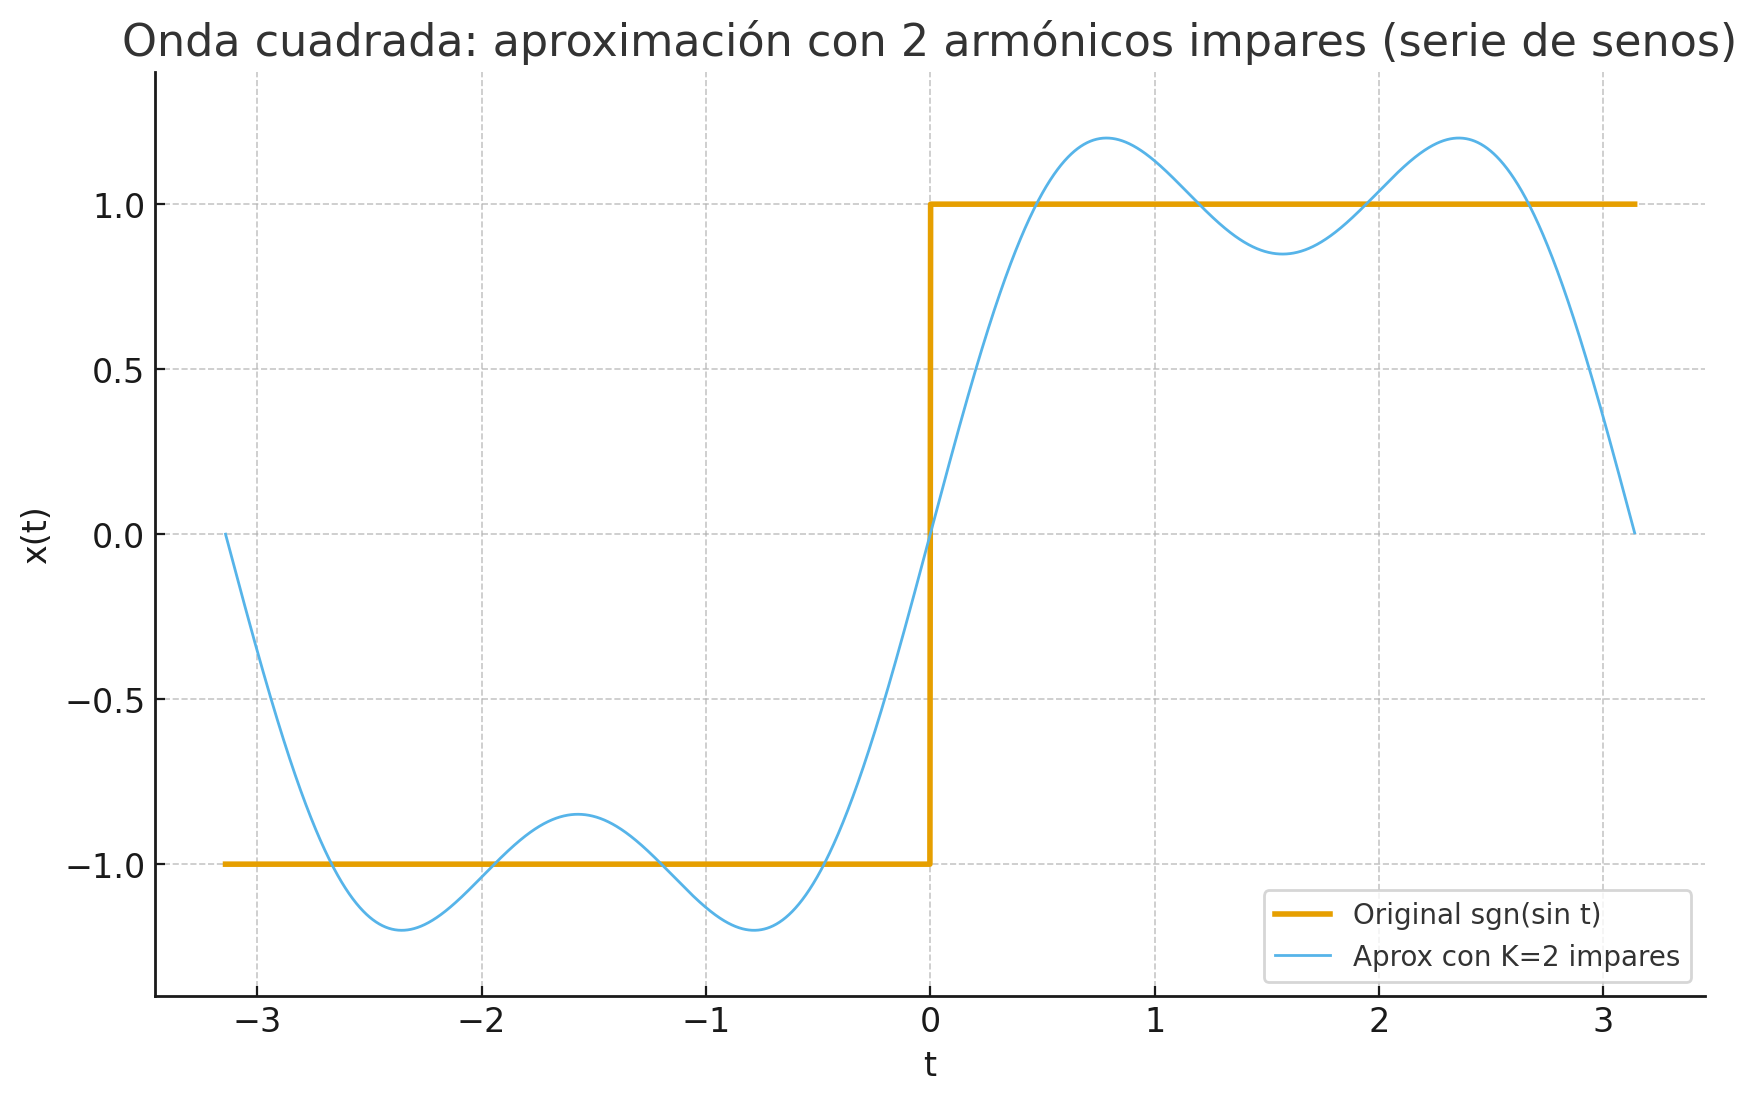 Onda cuadrada: aproximación con 2 armónicos impares (serie de senos)
x(t)
1.0
0.5
0.0
−0.5
−1.0
Original sgn(sin t)
Aprox con K=2 impares
−3 −2 −1 0 1 2 3
t